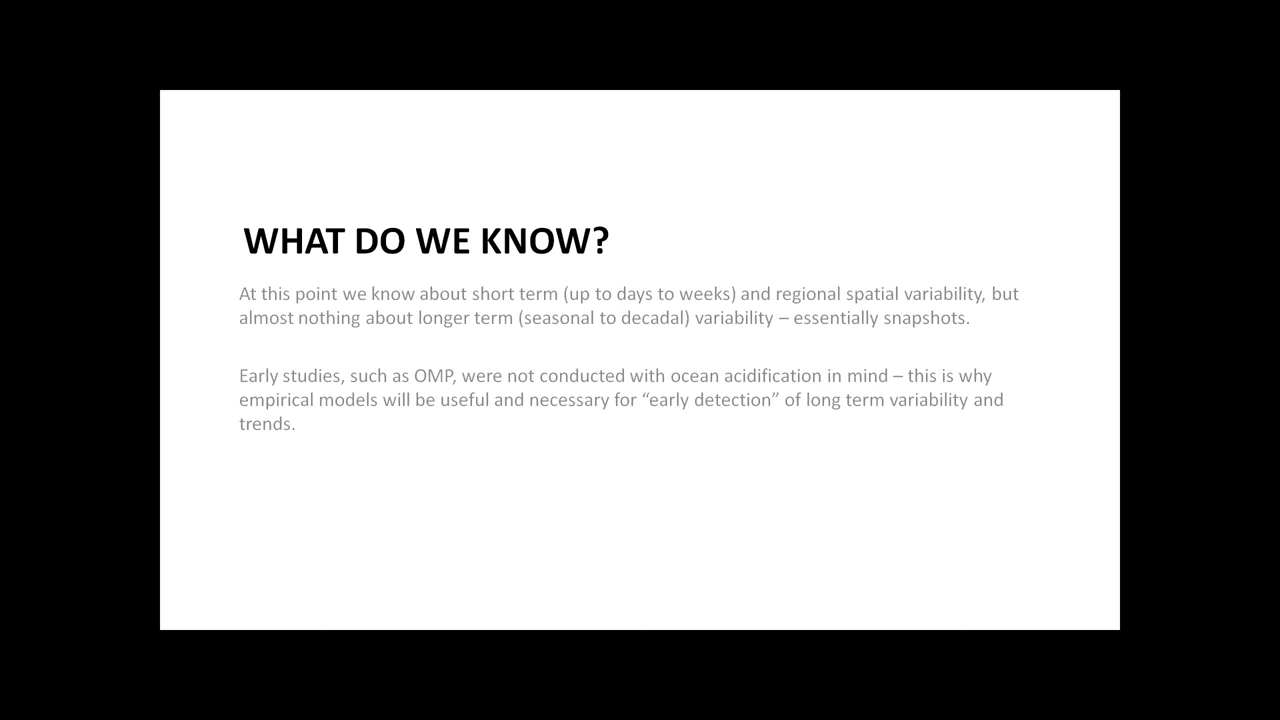 WHAT DO WE KNOW?
At this point we know about short term (up to days to weeks) and regional spatial variability, but
almost nothing about longer term (seasonal to decadal) variability – essentially snapshots.
Early studies, such as OMP, were not conducted with ocean acidification in mind – this is why
empirical models will be useful and necessary for “early detection” of long term variability and
trends.